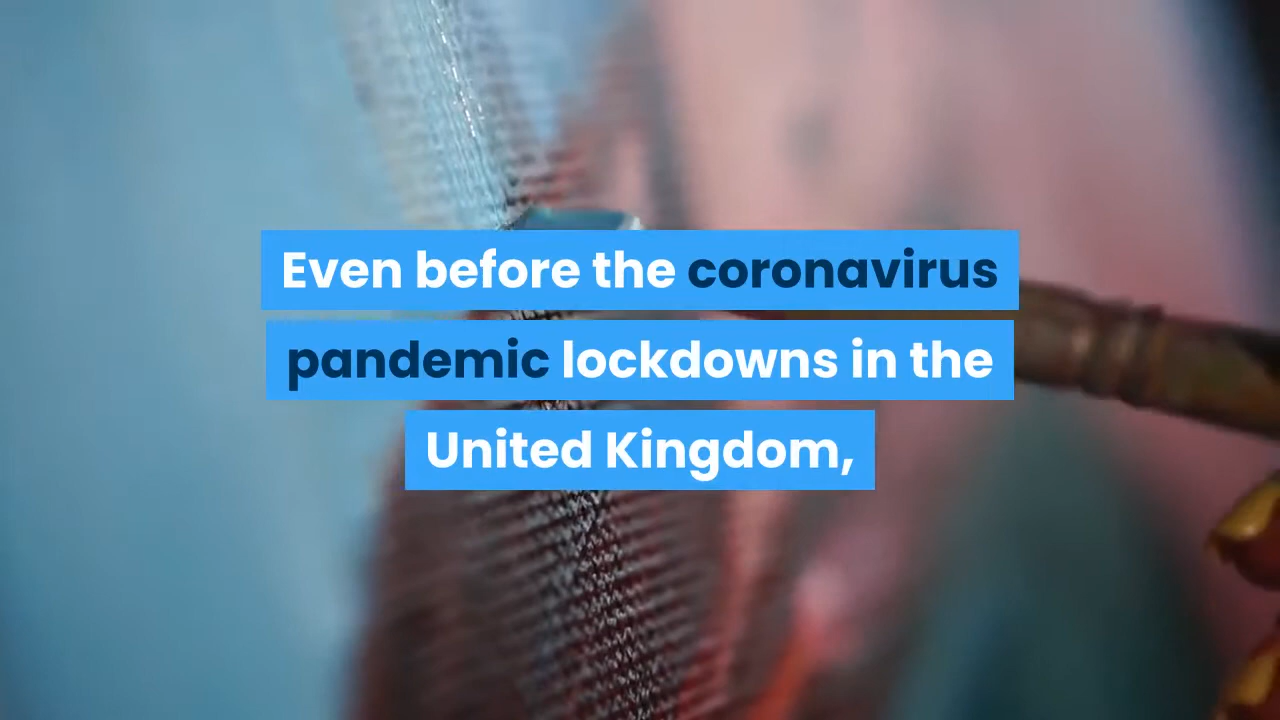 Even before the coronavirus
pandemic lockdowns in the
United Kingdom,